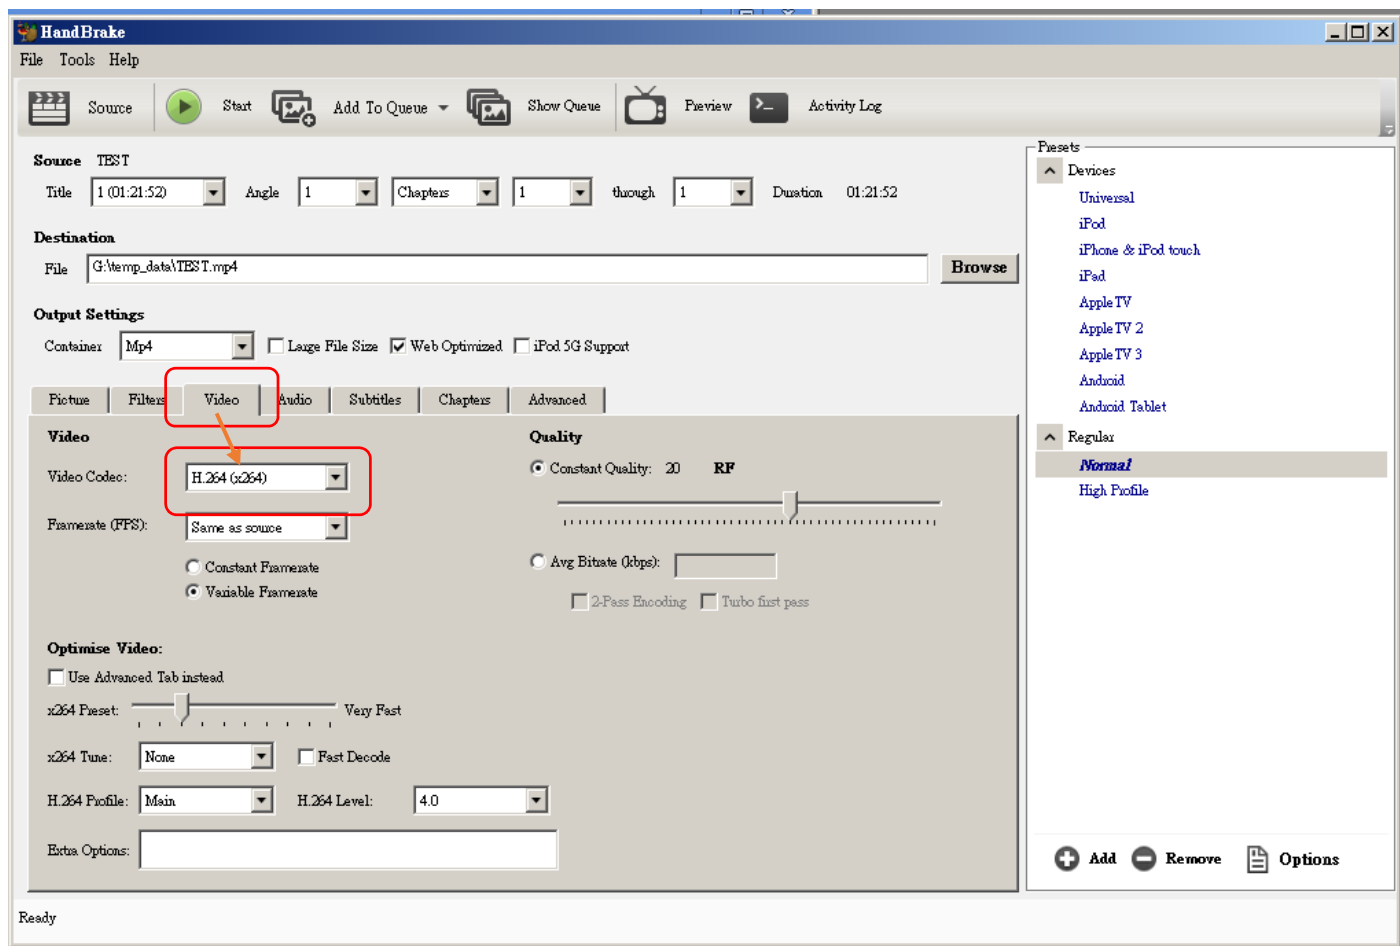 HandBrake
File Tools Help
Source Start Add To Queue Show Queue Preview Activity Log
Source TEST
Title 1 (01:21:52) Angle 1 Chapters 1 through 1 Duration 01:21:52
Destination
File G:\temp_data\TEST.mp4 Browse
Output Settings
Container Mp4 Large File Size Web Optimized iPod 5G Support
Picture Filters Video Audio Subtitles Chapters Advanced
Video
Video Codec: H.264 (x264)
Framerate (FPS): Same as source
Constant Framerate
Variable Framerate
Quality
Constant Quality: 20 RF
Avg Bitrate (kbps):
2-Pass Encoding Turbo first pass
Optimise Video:
Use Advanced Tab instead
x264 Preset: Very Fast
x264 Tune: None Fast Decode
H.264 Profile: Main H.264 Level: 4.0
Extra Options:
Presets
Devices
Universal
iPod
iPhone & iPod touch
iPad
AppleTV
AppleTV 2
AppleTV 3
Android
Android Tablet
Regular
Normal
High Profile
Add Remove Options
Ready